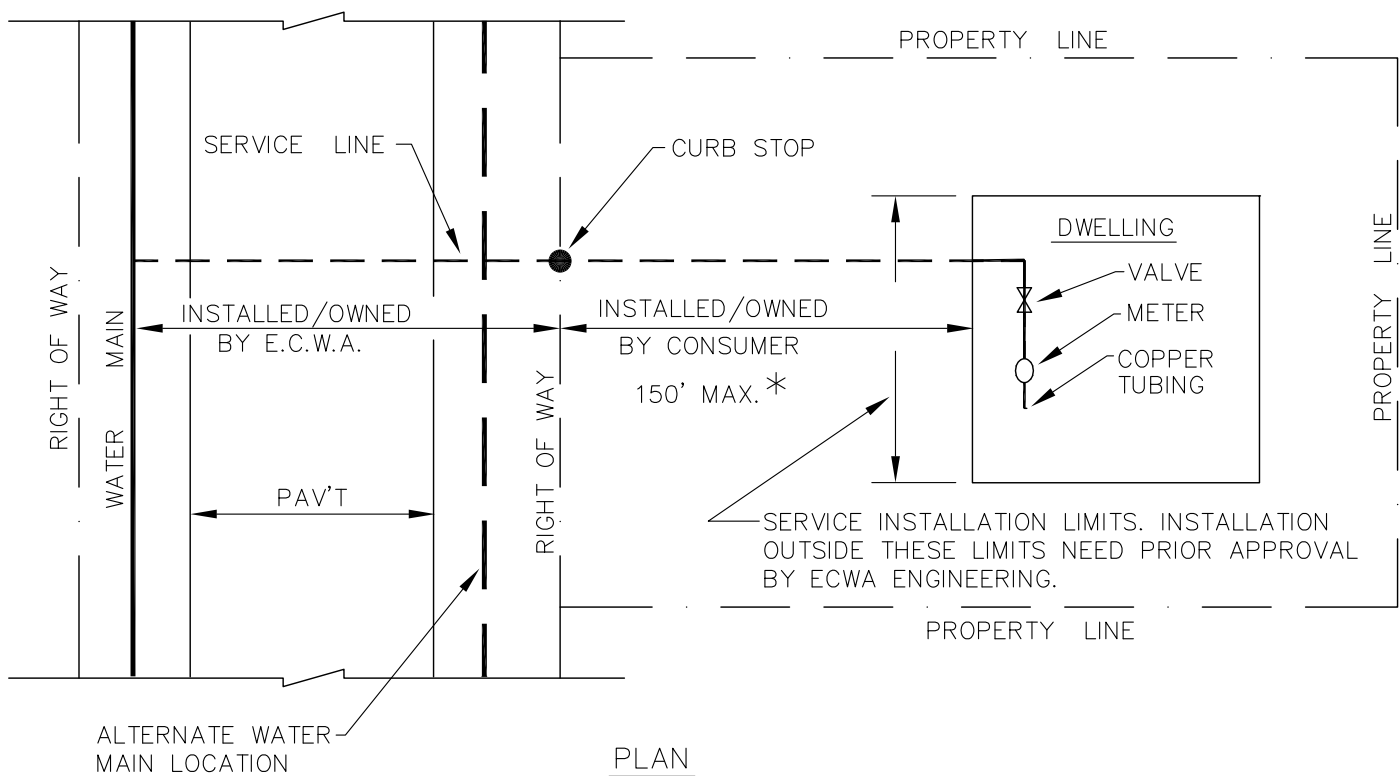 PROPERTY LINE
SERVICE LINE
CURB STOP
DWELLING
VALVE
METER
COPPER
TUBING
PROPERTY LINE
RIGHT OF WAY
WATER MAIN
INSTALLED/OWNED
BY E.C.W.A.
INSTALLED/OWNED
BY CONSUMER
150' MAX.*
RIGHT OF WAY
PAV'T
SERVICE INSTALLATION LIMITS. INSTALLATION
OUTSIDE THESE LIMITS NEED PRIOR APPROVAL
BY ECWA ENGINEERING.
PROPERTY LINE
ALTERNATE WATER
MAIN LOCATION
PLAN